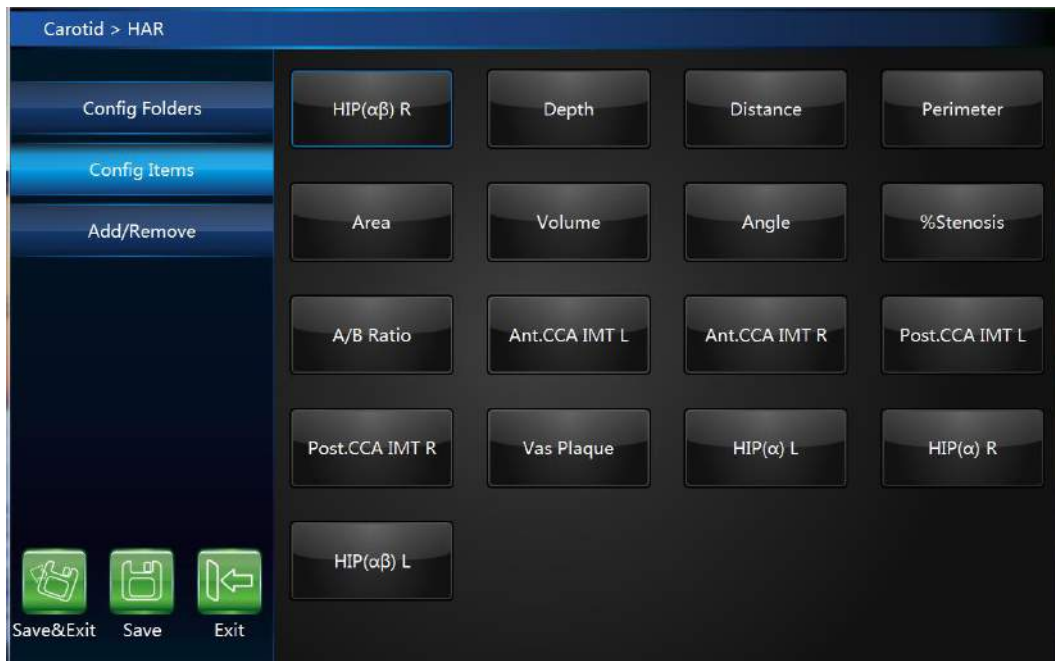 Carotid > HAR
Config Folders
Config Items
Add/Remove
HIP(αβ) R
Depth
Distance
Perimeter
Area
Volume
Angle
%Stenosis
A/B Ratio
Ant.CCA IMT L
Ant.CCA IMT R
Post.CCA IMT L
Post.CCA IMT R
Vas Plaque
HIP(α) L
HIP(α) R
HIP(αβ) L
Save&Exit
Save
Exit